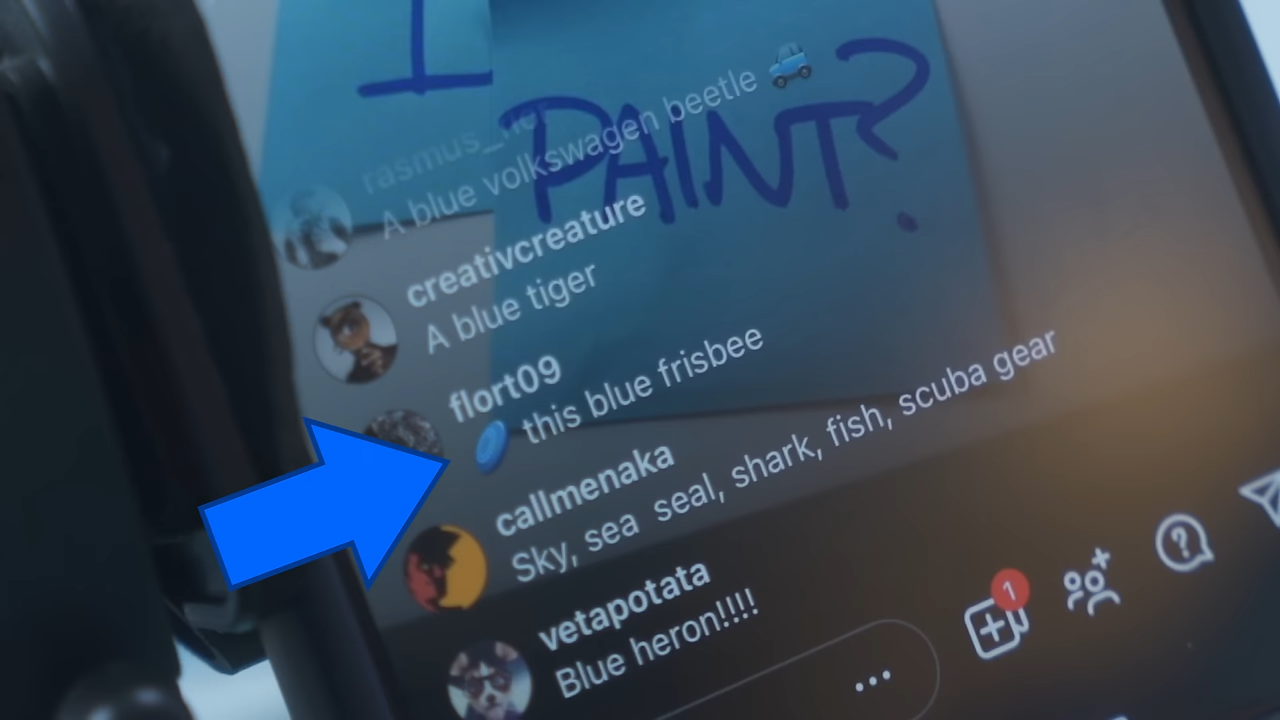 I
PAINT?
A blue volkswagen beetle 🚙
creativcreature
A blue tiger
flort09
🥏 this blue frisbee
callmenaka
Sky, sea seal, shark, fish, scuba gear
vetapotata
Blue heron!!!!
1
...